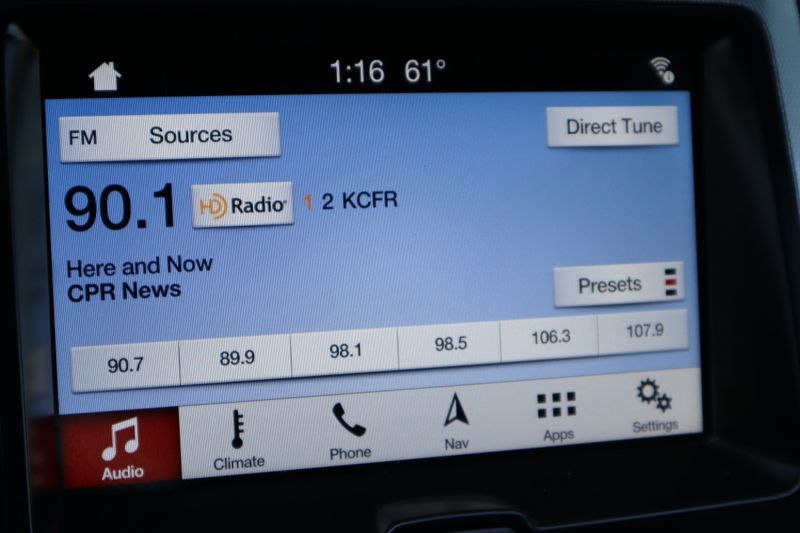 1:16 61°
FM Sources
Direct Tune
90.1 HD Radio 1 2 KCFR
Here and Now
CPR News
Presets
90.7 89.9 98.1 98.5 106.3 107.9
Audio Climate Phone Nav Apps Settings